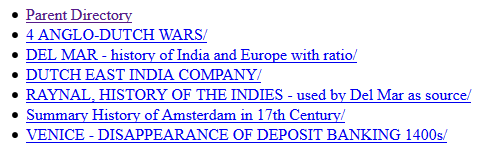 Parent Directory
4 ANGLO-DUTCH WARS/
DEL MAR - history of India and Europe with ratio/
DUTCH EAST INDIA COMPANY/
RAYNAL, HISTORY OF THE INDIES - used by Del Mar as source/
Summary History of Amsterdam in 17th Century/
VENICE - DISAPPEARANCE OF DEPOSIT BANKING 1400s/